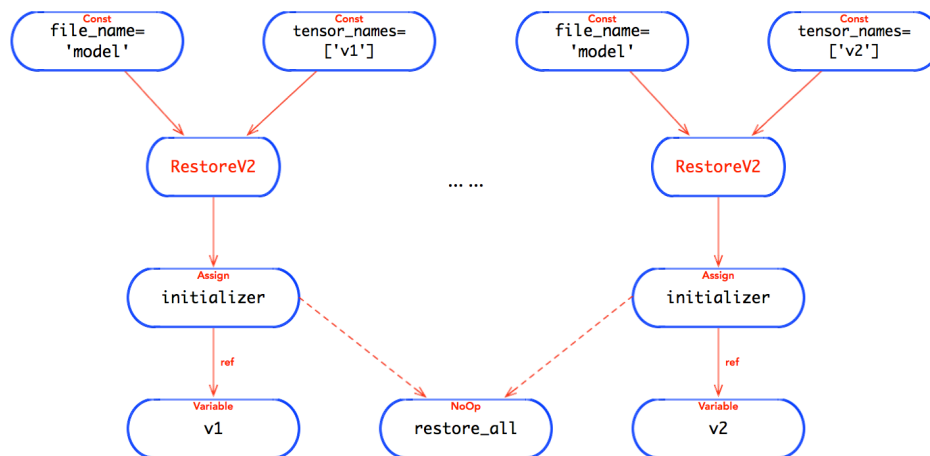 Const
file_name=
'model'
Const
tensor_names=
['v1']
Const
file_name=
'model'
Const
tensor_names=
['v2']
RestoreV2
... ...
RestoreV2
Assign
initializer
Assign
initializer
ref
ref
Variable
v1
NoOp
restore_all
Variable
v2